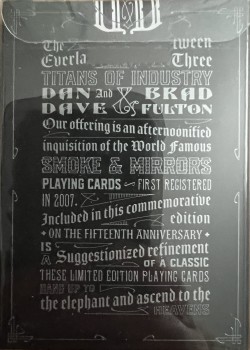 D&D
The tween
Everla Three
TITANS OF INDUSTRY
DAN And BRAD
DAVE & FULTON
Our offering is an afternoonified
inquisition of the World Famous
SMOKE & MIRRORS
PLAYING CARDS FIRST REGISTERED
IN 2007.
Included in this commemorative
edition
ON THE FIFTEENTH ANNIVERSARY
IS A Suggestionized refinement
OF A CLASSIC
THESE LIMITED EDITION PLAYING CARDS
HAND UP TO
the elephant and ascend to the
HEAVENS